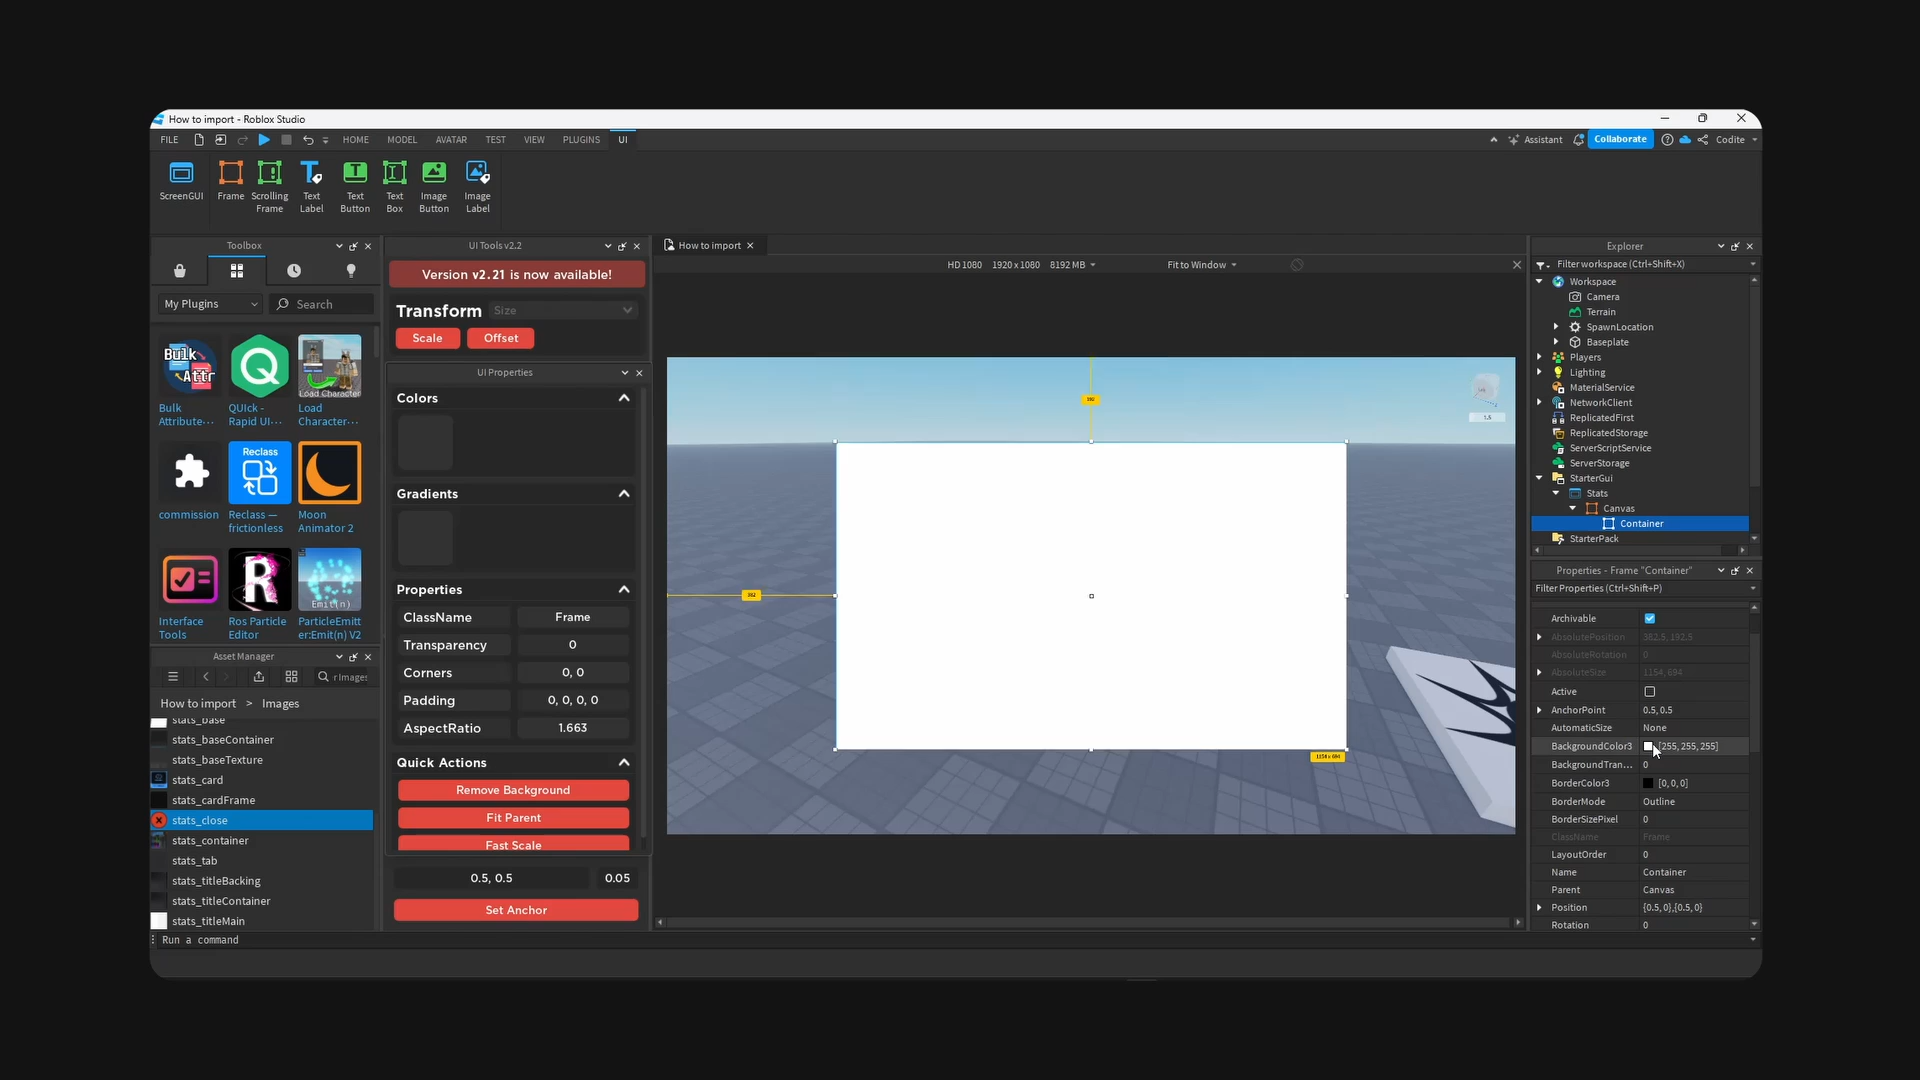 How to import - Roblox Studio
FILE
HOME
MODEL
AVATAR
TEST
VIEW
PLUGINS
UI
Assistant
Collaborate
Codite
ScreenGUI
Frame
Scrolling Frame
Text Label
Text Button
Text Box
Image Button
Image Label
Toolbox
My Plugins
Search
Bulk Attr
Load Character
Bulk Attribute···
QUIck - Rapid UI···
Load Character···
Reclass
commission
Reclass — frictionless
Moon Animator 2
Emit(n)
Interface Tools
Ros Particle Editor
ParticleEmitter:Emit(n) V2
Asset Manager
r Images
How to import > Images
stats_base
stats_baseContainer
stats_baseTexture
stats_card
stats_cardFrame
stats_close
stats_container
stats_tab
stats_titleBacking
stats_titleContainer
stats_titleMain
Run a command
UI Tools v2.2
Version v2.21 is now available!
Transform
Size
Scale
Offset
UI Properties
Colors
Gradients
Properties
ClassName
Frame
Transparency
0
Corners
0, 0
Padding
0, 0, 0, 0
AspectRatio
1.663
Quick Actions
Remove Background
Fit Parent
Fast Scale
0.5, 0.5
0.05
Set Anchor
How to import
HD 1080 1920 x 1080 8192 MB
Fit to Window
382
1154 x 694
Explorer
Filter workspace (Ctrl+Shift+X)
Workspace
Camera
Terrain
SpawnLocation
Baseplate
Players
Lighting
MaterialService
NetworkClient
ReplicatedFirst
ReplicatedStorage
ServerScriptService
ServerStorage
StarterGui
Stats
Canvas
Container
StarterPack
Properties - Frame "Container"
Filter Properties (Ctrl+Shift+P)
Archivable
AbsolutePosition 382.5, 192.5
AbsoluteRotation 0
AbsoluteSize 1154, 694
Active
AnchorPoint 0.5, 0.5
AutomaticSize None
BackgroundColor3 [255, 255, 255]
BackgroundTran... 0
BorderColor3 [0, 0, 0]
BorderMode Outline
BorderSizePixel 0
ClassName Frame
LayoutOrder 0
Name Container
Parent Canvas
Position {0.5, 0},{0.5, 0}
Rotation 0